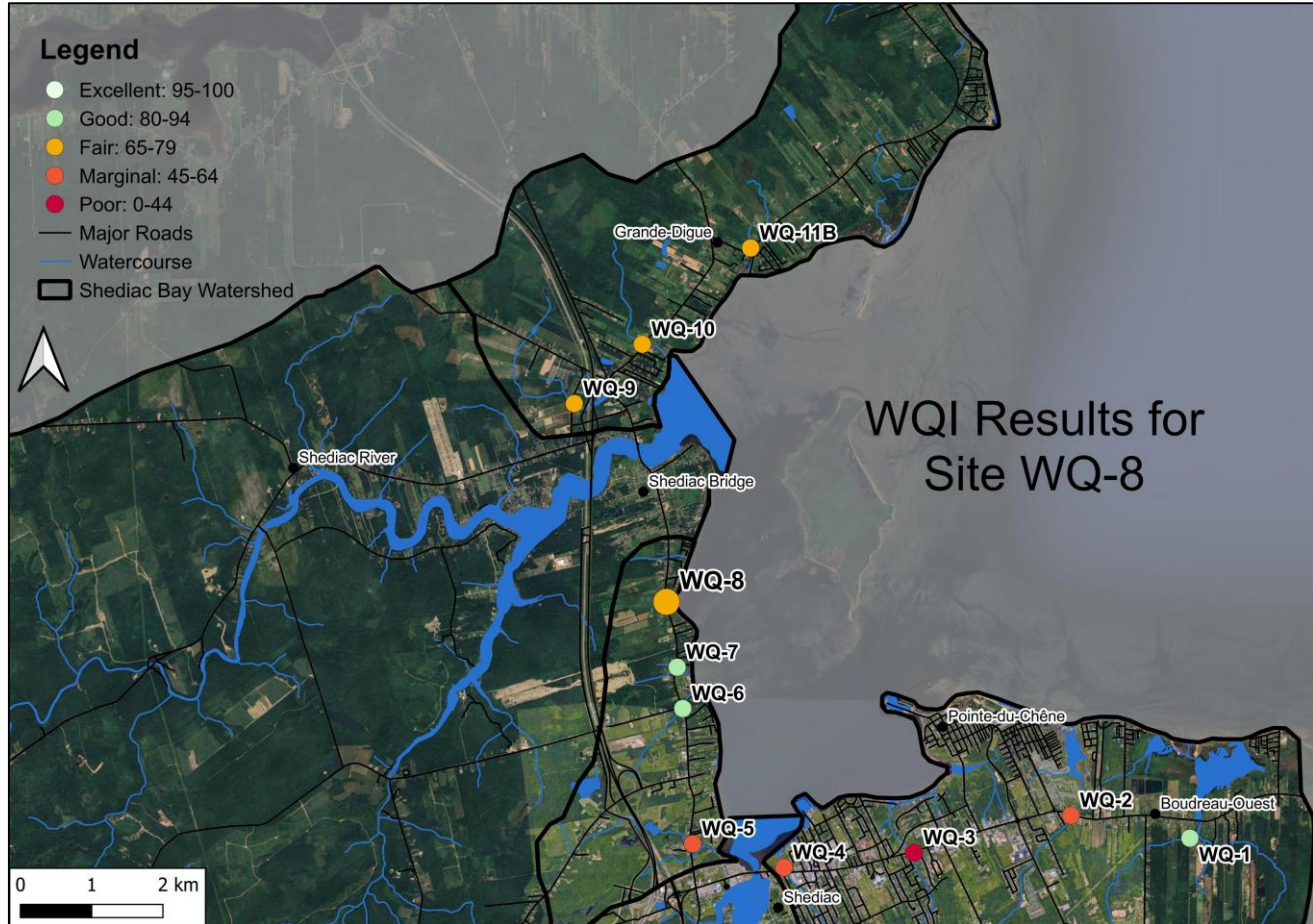 Legend
Excellent: 95-100
Good: 80-94
Fair: 65-79
Marginal: 45-64
Poor: 0-44
Major Roads
Watercourse
Shediac Bay Watershed
Grande-Digue
WQ-11B
WQ-10
WQ-9
WQI Results for
Site WQ-8
Shediac River
Shediac Bridge
WQ-8
WQ-7
WQ-6
Pointe-du-Chêne
WQ-2
Boudreau-Ouest
WQ-5
WQ-3
WQ-1
WQ-4
Shediac
0 1 2 km